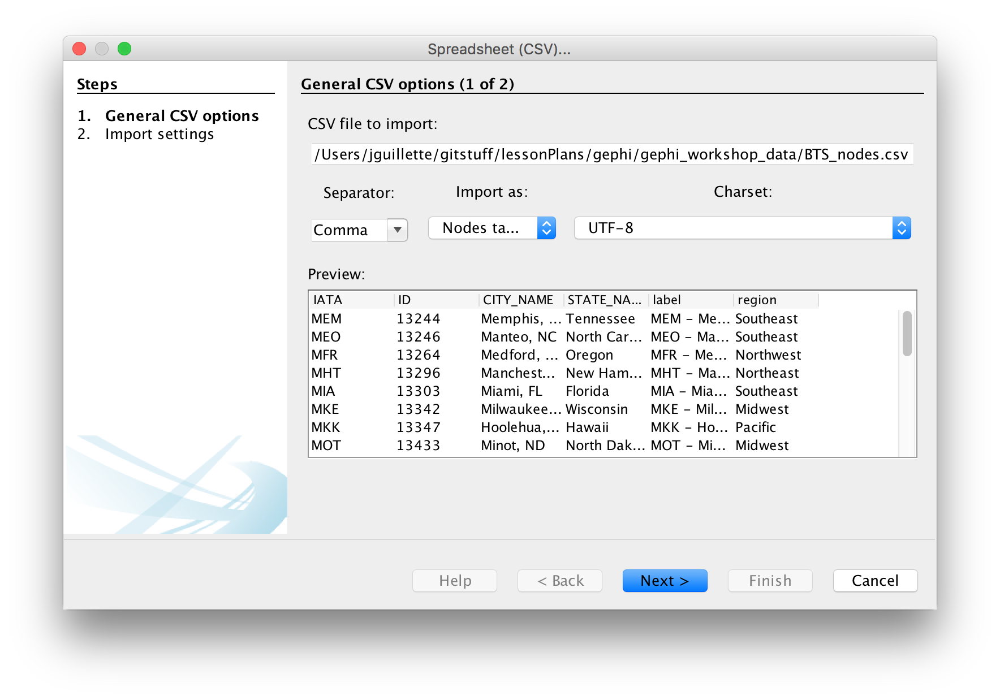 Spreadsheet (CSV)...
Steps
1. General CSV options
2. Import settings
General CSV options (1 of 2)
CSV file to import:
/Users/jguillette/gitstuff/lessonPlans/gephi/gephi_workshop_data/BTS_nodes.csv
Separator: Import as: Charset:
Comma Nodes ta... UTF-8
Preview:
IATA ID CITY_NAME STATE_NA... label region
MEM 13244 Memphis, ... Tennessee MEM - Me... Southeast
MEO 13246 Manteo, NC North Car... MEO - Ma... Southeast
MFR 13264 Medford, ... Oregon MFR - Me... Northwest
MHT 13296 Manchest... New Ham... MHT - Ma... Northeast
MIA 13303 Miami, FL Florida MIA - Mia... Southeast
MKE 13342 Milwaukee... Wisconsin MKE - Mil... Midwest
MKK 13347 Hoolehua,... Hawaii MKK - Ho... Pacific
MOT 13433 Minot, ND North Dak... MOT - Mi... Midwest
Help < Back Next > Finish Cancel